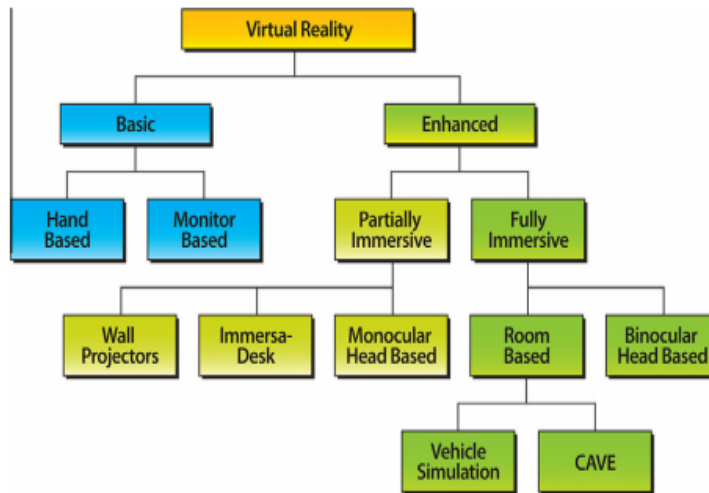 Virtual Reality
Basic
Enhanced
Hand
Based
Monitor
Based
Partially
Immersive
Fully
Immersive
Wall
Projectors
Immersa-
Desk
Monocular
Head Based
Room
Based
Binocular
Head Based
Vehicle
Simulation
CAVE